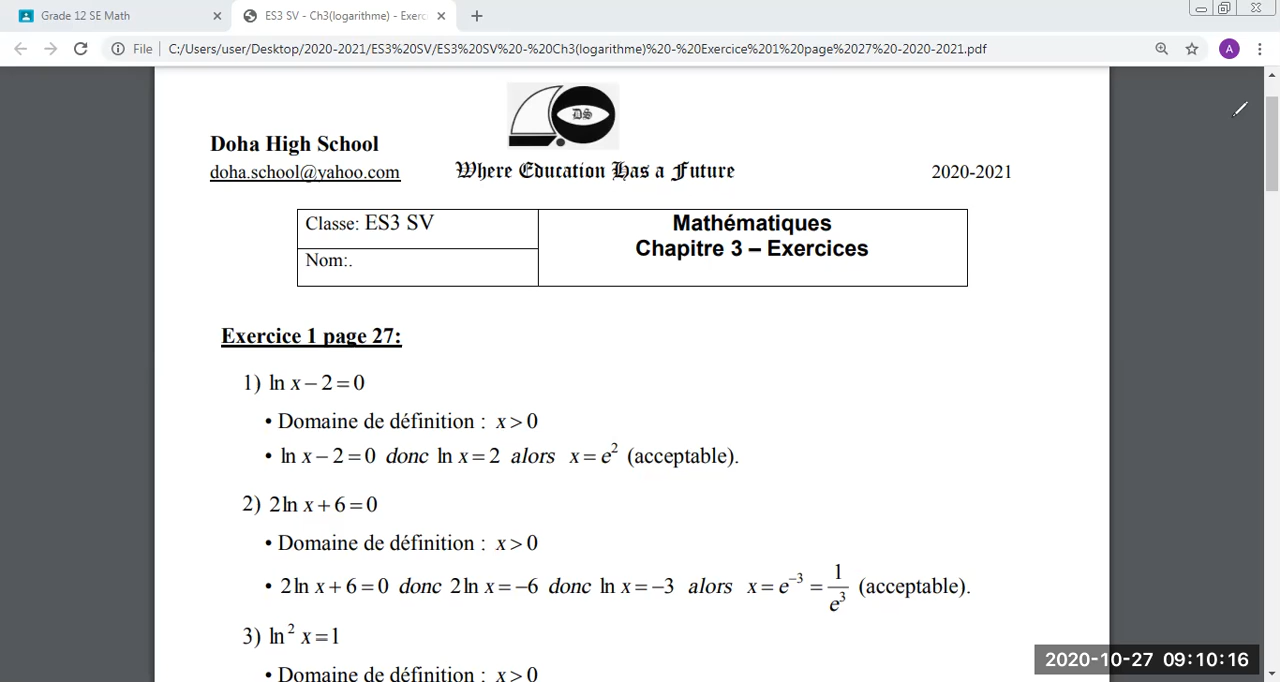 Grade 12 SE Math
ES3 SV - Ch3(logarithme) - Exerc
File
C:/Users/user/Desktop/2020-2021/ES3%20SV/ES3%20SV%20-%20Ch3(logarithme)%20-%20Exercice%201%20page%2027%20-2020-2021.pdf
A
DS
Doha High School
doha.school@yahoo.com
Where Education Has a Future
2020-2021
Classe: ES3 SV
Nom:.
Mathématiques
Chapitre 3 – Exercices
Exercice 1 page 27:
1) ln x − 2 = 0
• Domaine de définition : x > 0
• ln x − 2 = 0 donc ln x = 2 alors x = e² (acceptable).
2) 2ln x + 6 = 0
• Domaine de définition : x > 0
• 2ln x + 6 = 0 donc 2ln x = −6 donc ln x = −3 alors x = e⁻³ = 1/e³ (acceptable).
3) ln² x = 1
• Domaine de définition : x > 0
2020-10-27 09:10:16